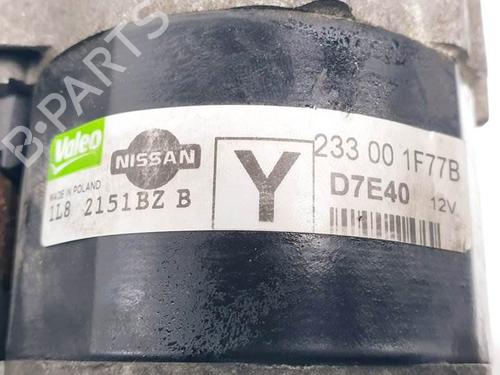 Valeo
MADE IN POLAND
NISSAN
1L8 2151BZ B
Y
233 00 1F77B
D7E40 12V
B-PARTS